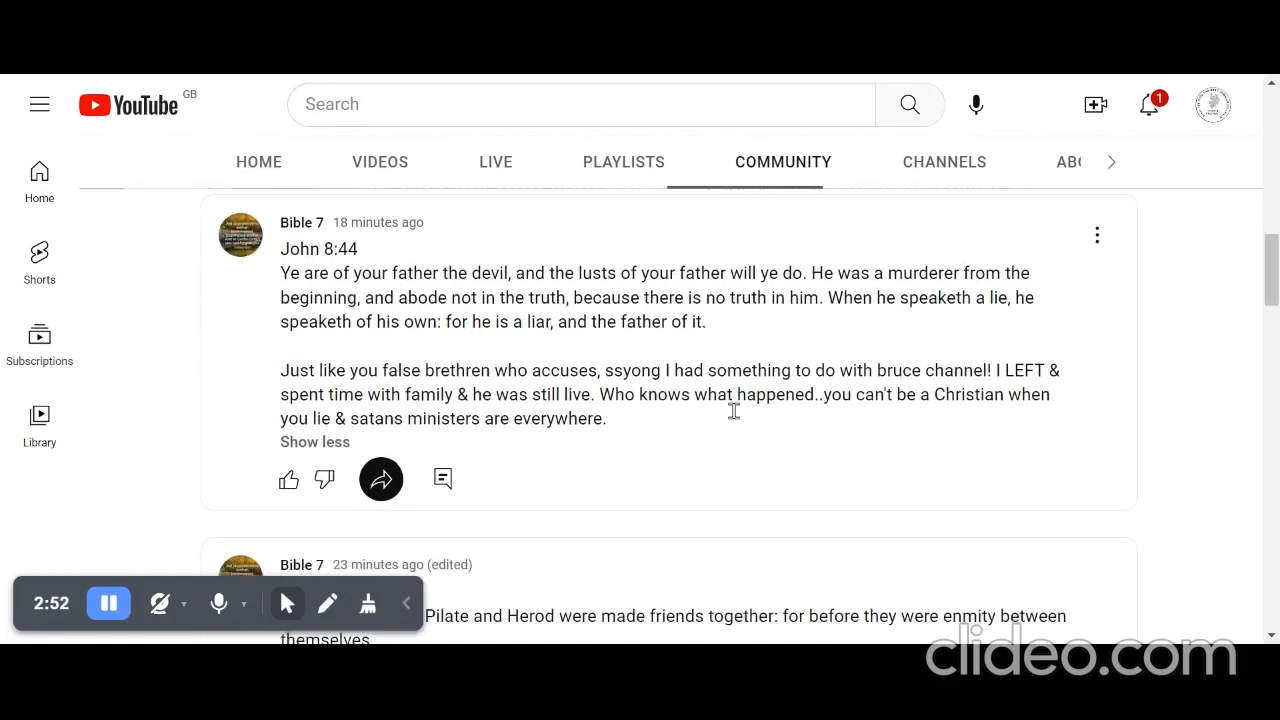 YouTube GB
Search
1
HOME VIDEOS LIVE PLAYLISTS COMMUNITY CHANNELS
Home
Shorts
Subscriptions
Library
Bible 7 18 minutes ago
John 8:44
Ye are of your father the devil, and the lusts of your father will ye do. He was a murderer from the
beginning, and abode not in the truth, because there is no truth in him. When he speaketh a lie, he
speaketh of his own: for he is a liar, and the father of it.
Just like you false brethren who accuses, ssyong I had something to do with bruce channel! I LEFT &
spent time with family & he was still live. Who knows what happened..you can't be a Christian when
you lie & satans ministers are everywhere.
Show less
Bible 7 23 minutes ago (edited)
Pilate and Herod were made friends together: for before they were enmity between
themselves
2:52
clideo.com